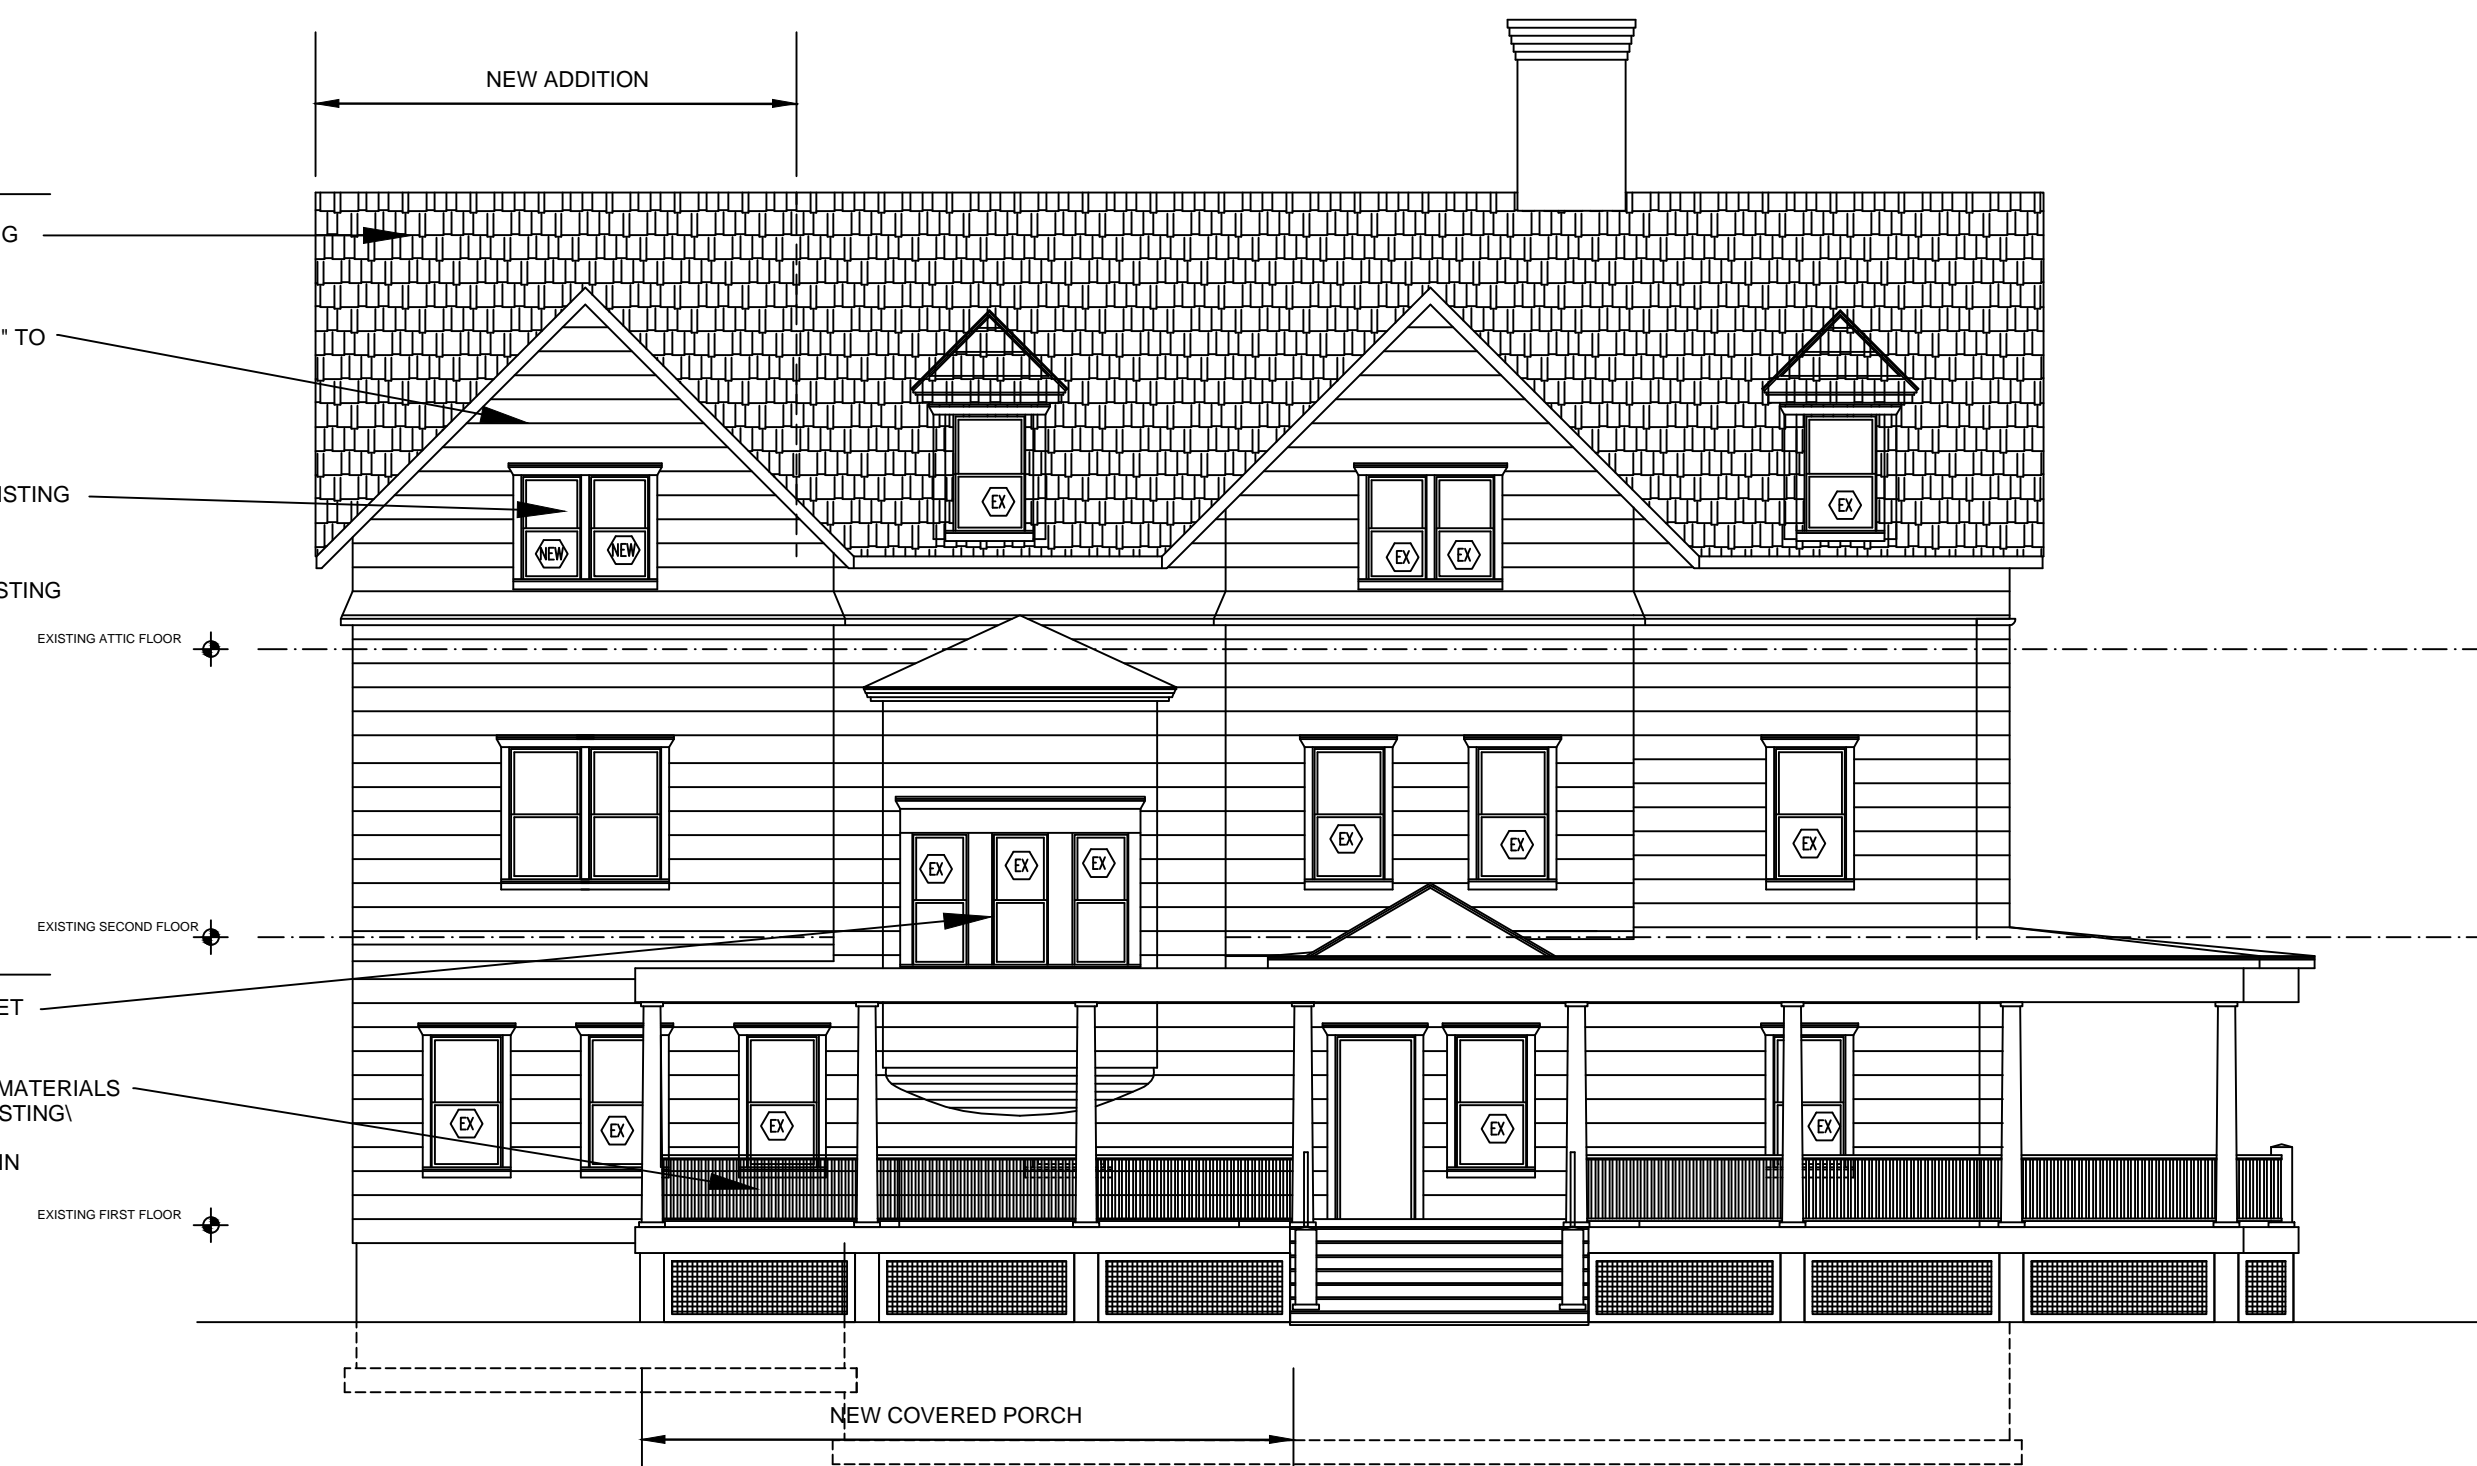 NEW ADDITION
G
" TO
ISTING
NEW NEW
EX
EX EX
EX
STING
EXISTING ATTIC FLOOR
EX EX EX
EX EX EX
EXISTING SECOND FLOOR
ET
MATERIALS
STING\
IN
EX EX EX EX EX
EXISTING FIRST FLOOR
NEW COVERED PORCH